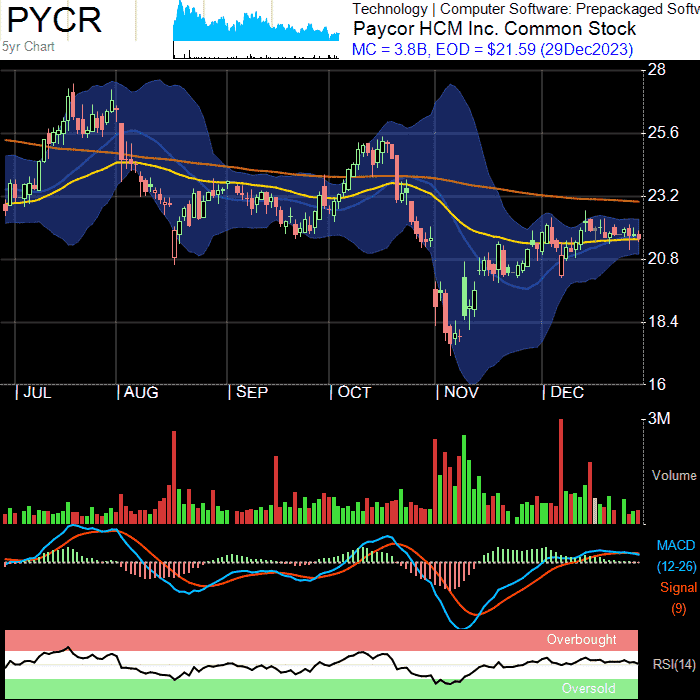 PYCR
5yr Chart
Technology | Computer Software: Prepackaged Softw
Paycor HCM Inc. Common Stock
MC = 3.8B, EOD = $21.59 (29Dec2023)
28
25.6
23.2
20.8
18.4
16
| JUL | AUG | SEP | OCT | NOV | DEC
3M
Volume
MACD
(12-26)
Signal
(9)
Overbought
RSI(14)
Oversold